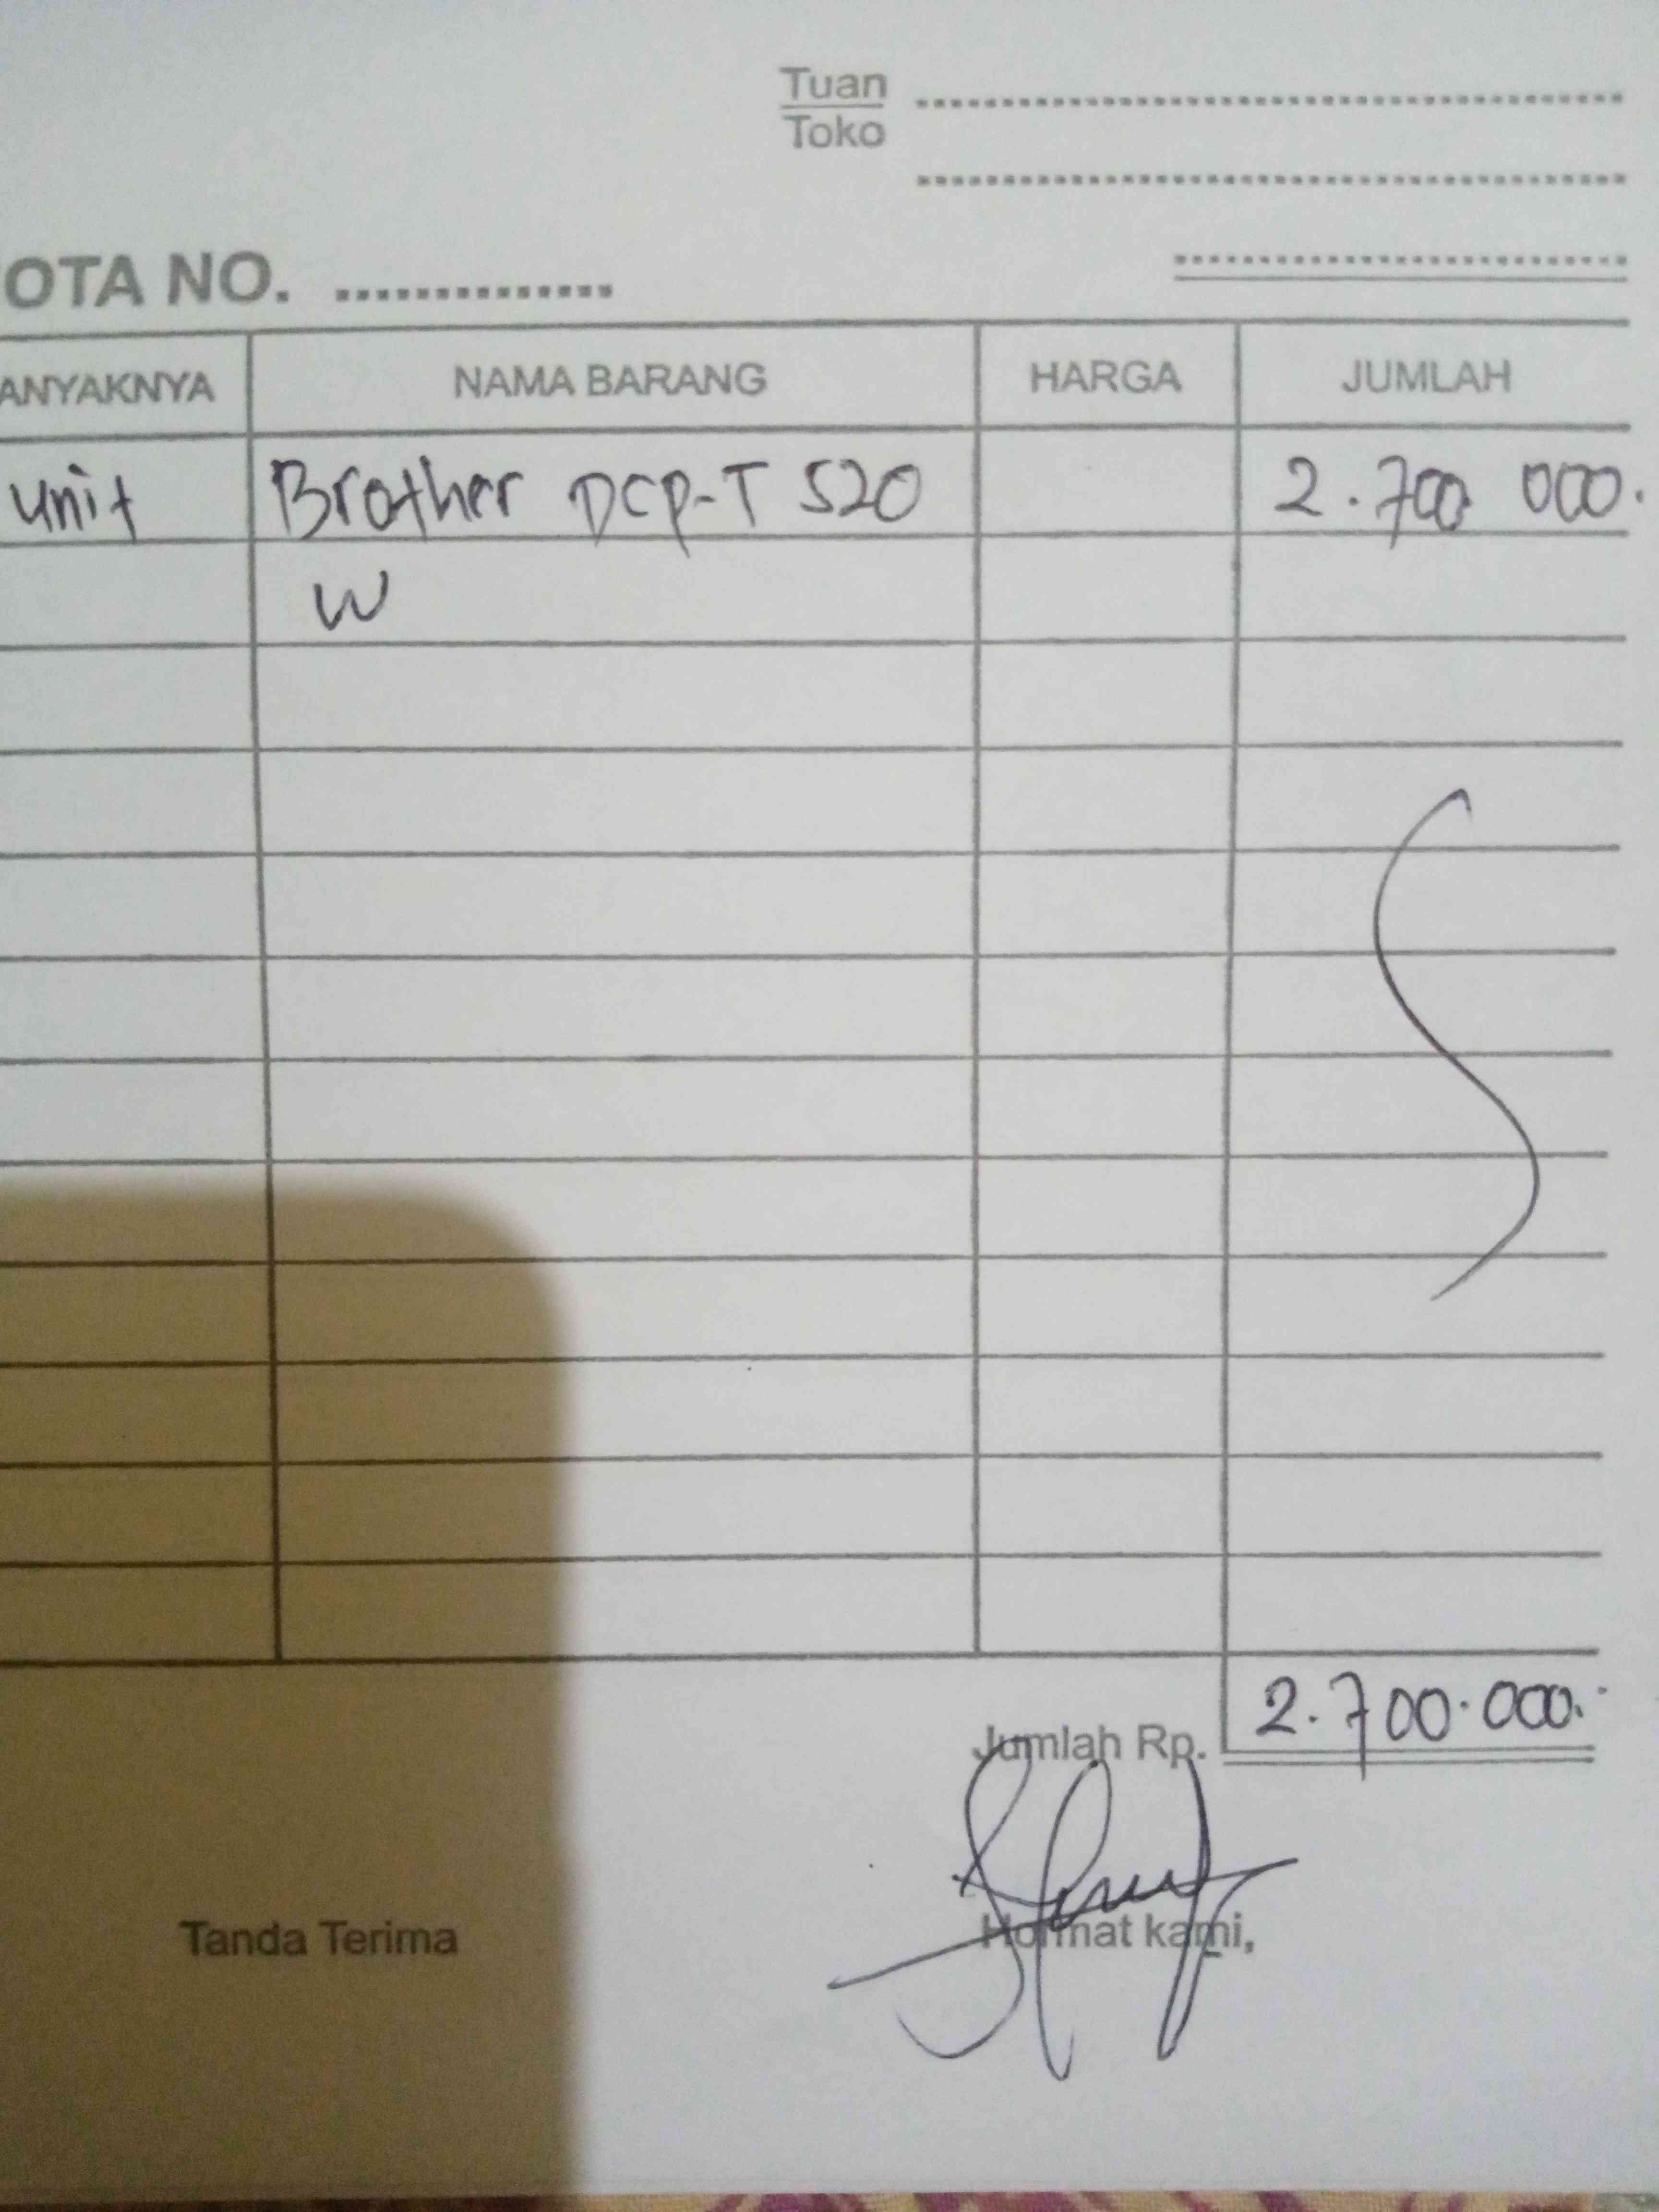 Tuan
Toko
OTA NO.
ANYAKNYA NAMA BARANG HARGA JUMLAH
unit Brother DCP-T 520 2.700 000.
W
Jumlah Rp. 2.700.000.
Tanda Terima Hormat kami,